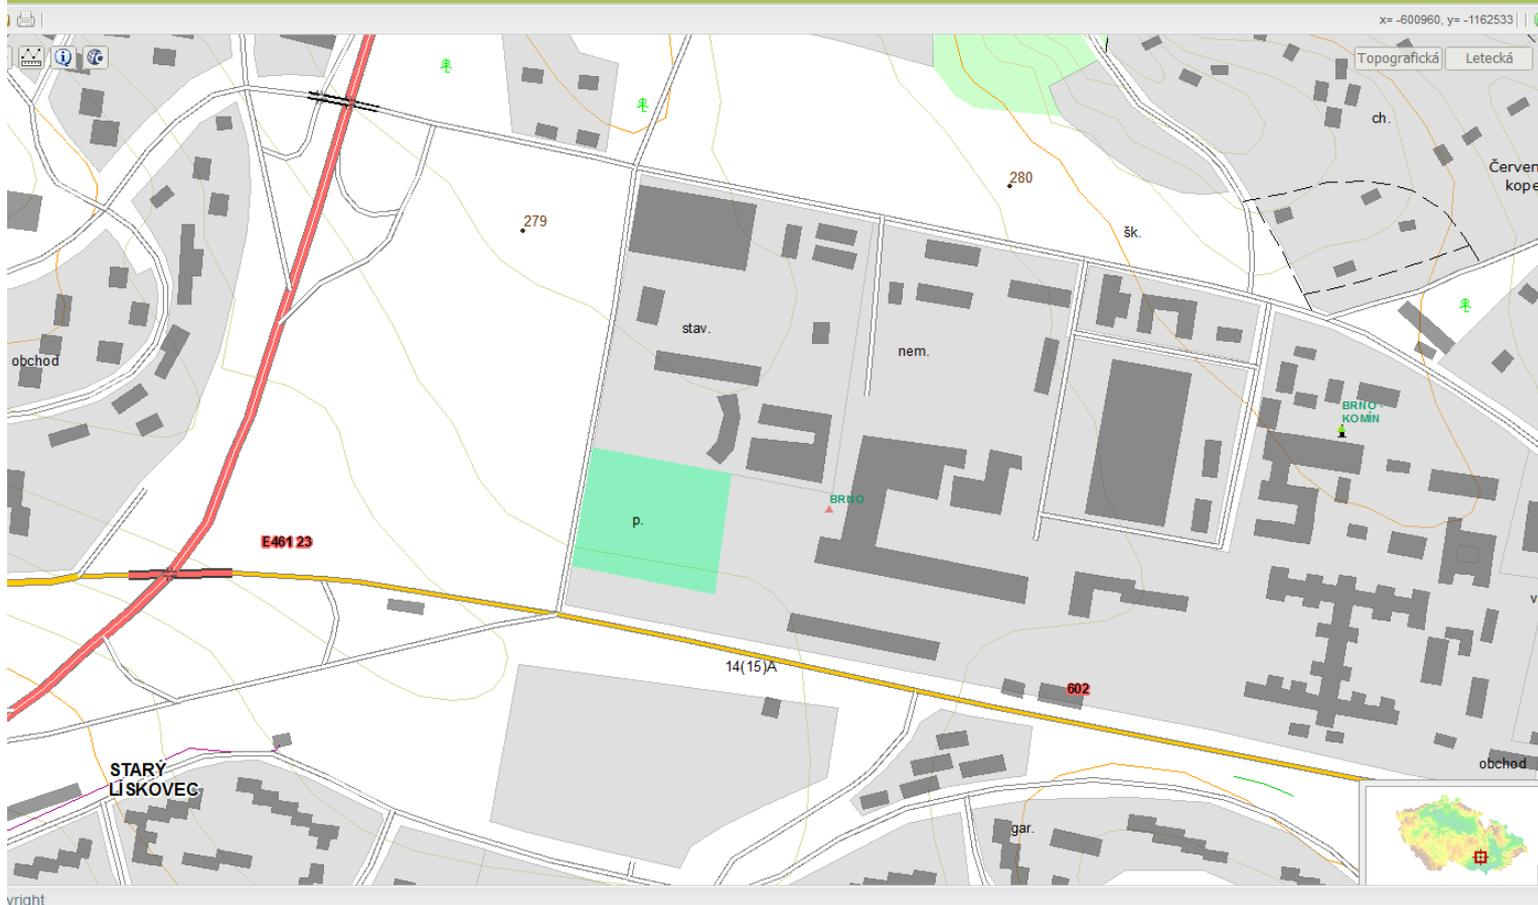 x= -600960, y= -1162533
Topografická
Letecká
ch.
Červen
kope
280
279
šk.
stav.
nem.
obchod
BRNO
KOMÍN
BRNO
p.
E461 23
14(15)A
602
STARÝ
LÍSKOVEC
obchod
gar.
v
yright